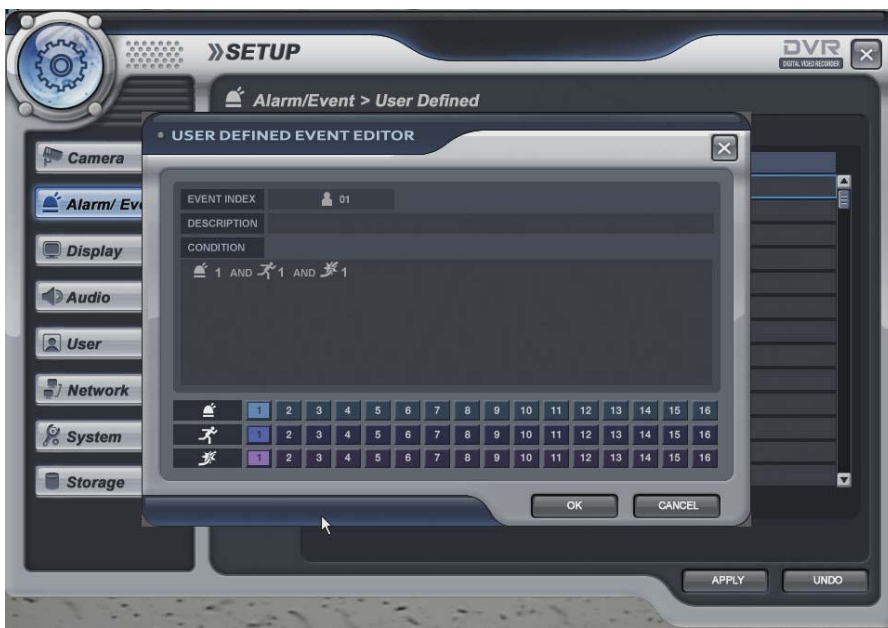 »SETUP
DVR
DIGITAL VIDEO RECORDER
Alarm/Event > User Defined
USER DEFINED EVENT EDITOR
Camera
Alarm/ Eve
Display
Audio
User
Network
System
Storage
EVENT INDEX 01
DESCRIPTION
CONDITION
1 AND 1 AND 1
1 2 3 4 5 6 7 8 9 10 11 12 13 14 15 16
1 2 3 4 5 6 7 8 9 10 11 12 13 14 15 16
1 2 3 4 5 6 7 8 9 10 11 12 13 14 15 16
OK CANCEL
APPLY UNDO